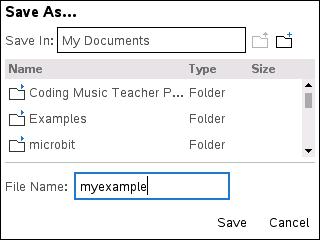 Save As...
Save In: My Documents
Name Type Size
Coding Music Teacher P... Folder
Examples Folder
microbit Folder
File Name: myexample
Save Cancel